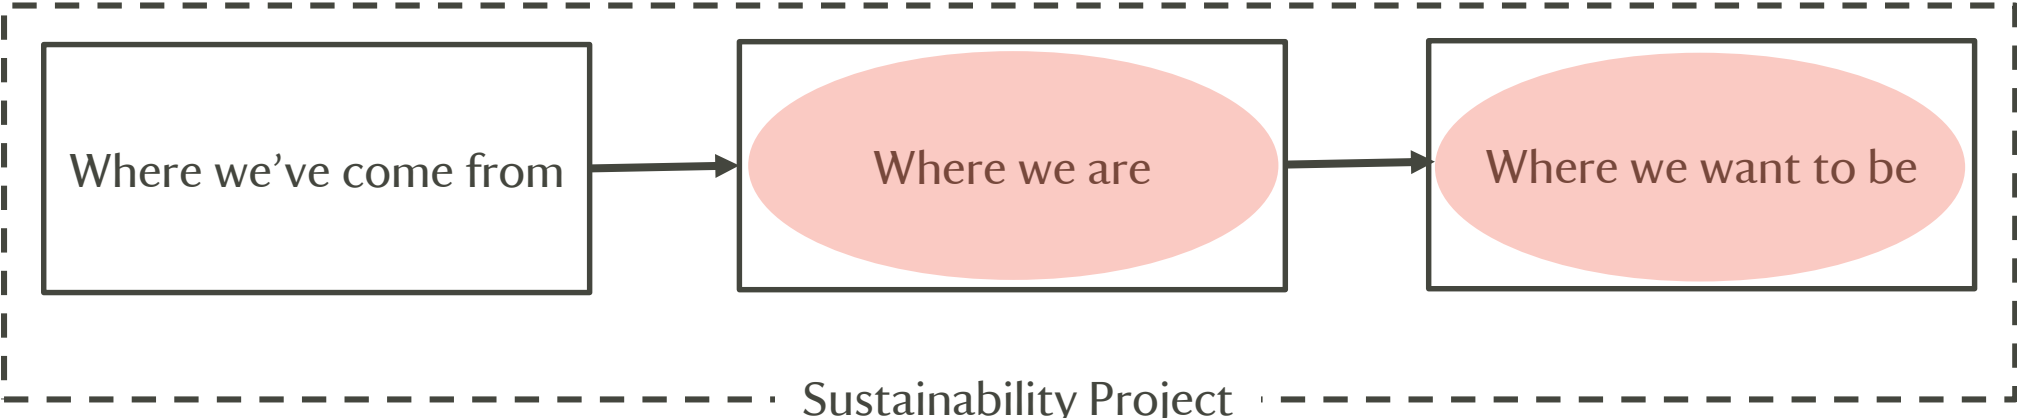 Where we’ve come from
Where we are
Where we want to be
Sustainability Project